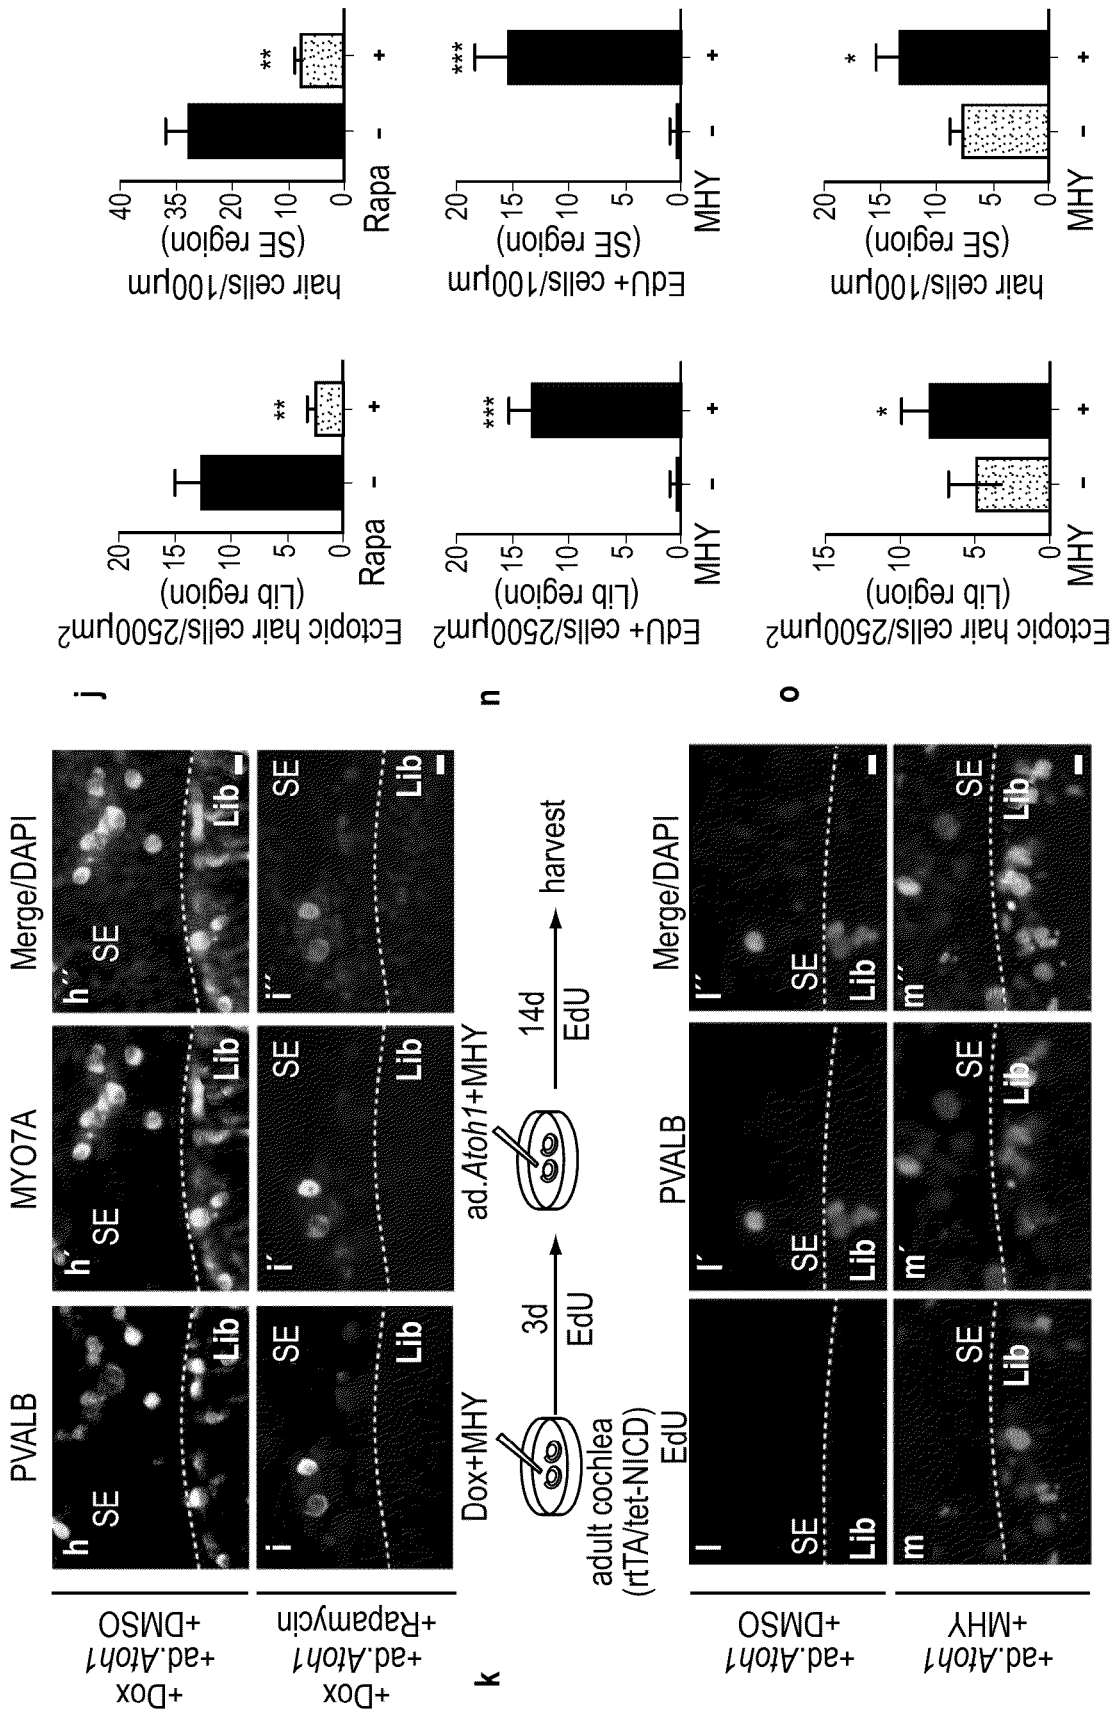 PVALB
MYO7A
Merge/DAPI
+Dox
+ad.Atoh1
+DMSO
h
SE
Lib
h´
SE
Lib
h´´
SE
Lib
+Dox
+ad.Atoh1
+Rapamycin
i
SE
Lib
i´
SE
Lib
i´´
SE
Lib
j
Ectopic hair cells/2500µm2
(Lib region)
20
15
10
5
0
**
Rapa
-
+
hair cells/100µm
(SE region)
40
35
10
0
**
Rapa
-
+
k
Dox+MHY
adult cochlea
(rtTA/tet-NICD)
EdU
3d
EdU
ad.Atoh1+MHY
14d
EdU
harvest
n
EdU+ cells/2500µm2
(Lib region)
20
15
10
5
0
***
MHY
-
+
EdU+ cells/100µm
(SE region)
20
15
10
5
0
***
MHY
-
+
PVALB
Merge/DAPI
+ad.Atoh1
+DMSO
l
SE
Lib
l´
SE
Lib
l´´
SE
Lib
+ad.Atoh1
+MHY
m
SE
Lib
m´
SE
Lib
m´´
SE
Lib
o
Ectopic hair cells/2500µm2
(Lib region)
15
10
5
0
*
MHY
-
+
hair cells/100µm
(SE region)
20
15
10
5
0
*
MHY
-
+